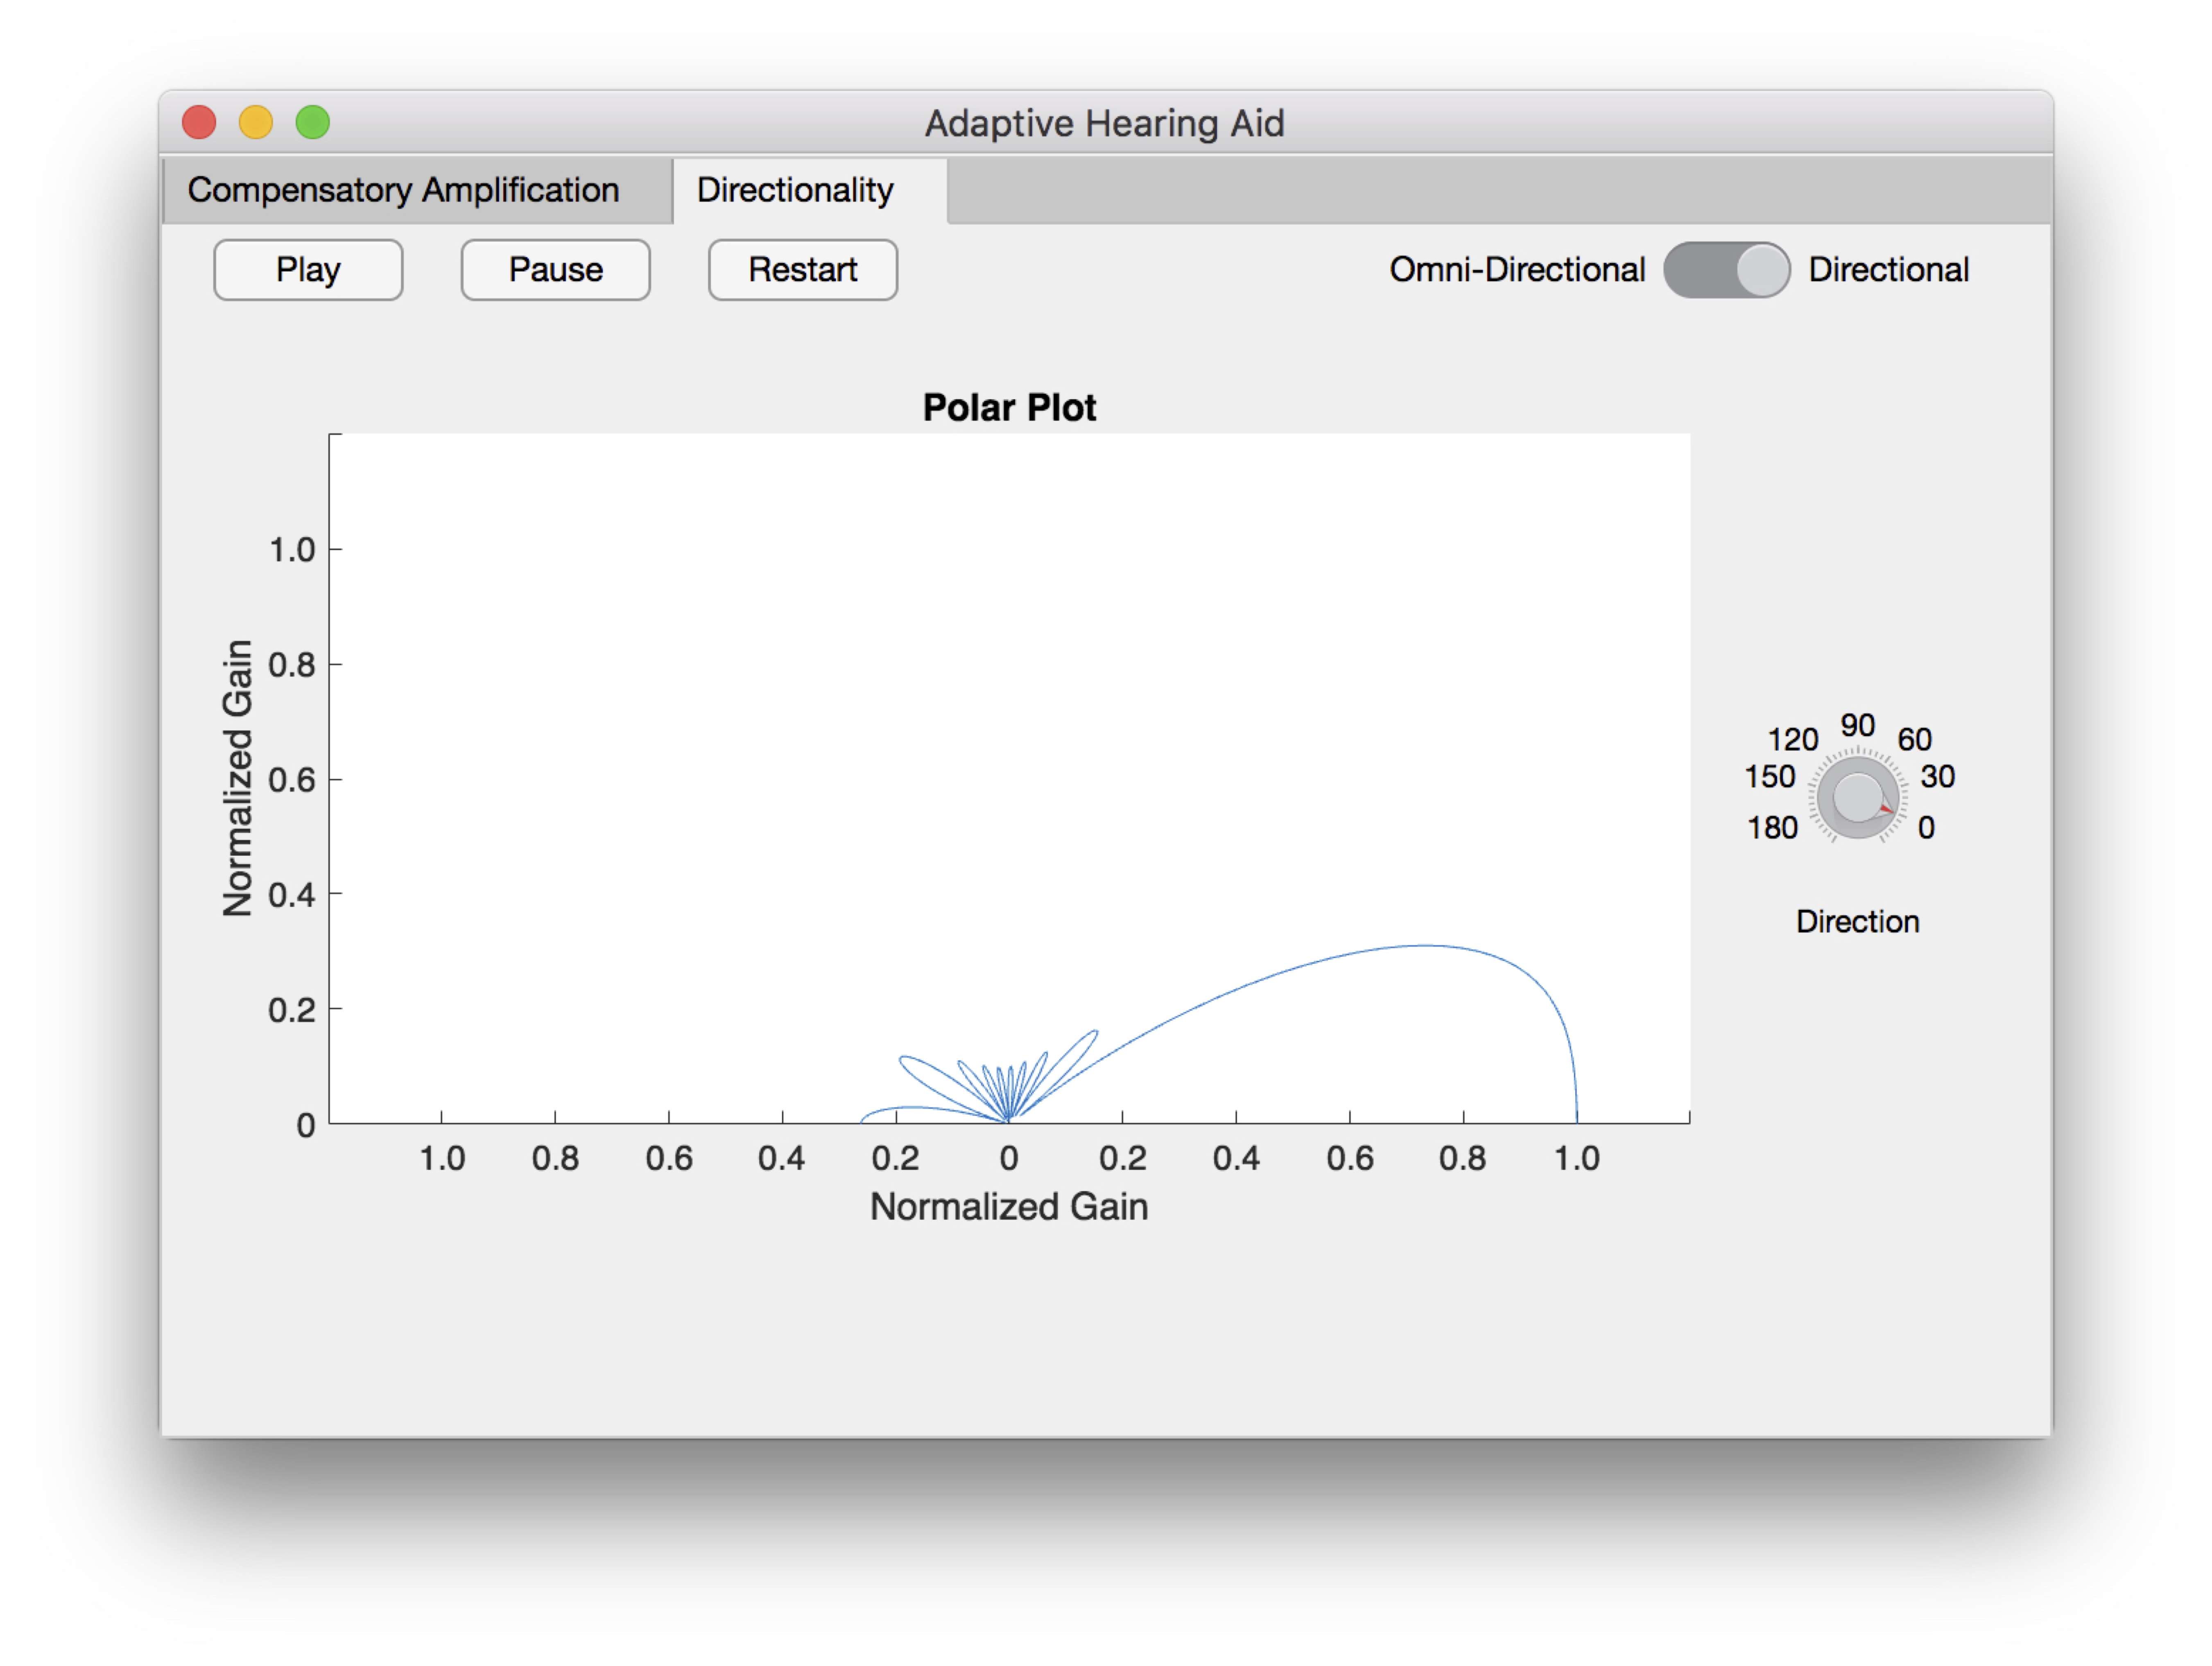 Adaptive Hearing Aid
Compensatory Amplification Directionality
Play Pause Restart Omni-Directional Directional
Polar Plot
1.0
0.8
0.6
0.4
0.2
0
Normalized Gain
1.0 0.8 0.6 0.4 0.2 0 0.2 0.4 0.6 0.8 1.0
Normalized Gain
90
120 60
150 30
180 0
Direction